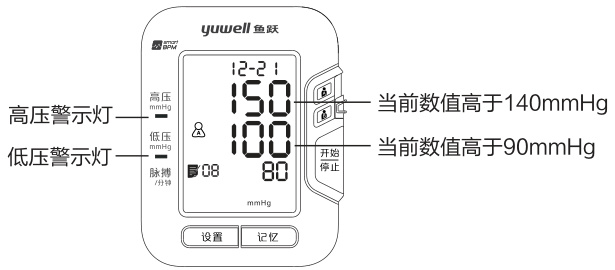 yuwell 鱼跃
smart
BPM
12-21
高压
mmHg
150
当前数值高于140mmHg
高压警示灯
低压
mmHg
100
当前数值高于90mmHg
低压警示灯
开始
停止
脉搏
/分钟
08
80
mmHg
设置
记忆